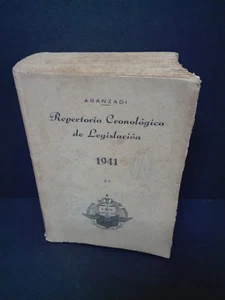 ARANZADI
Repertorio Cronológico
de Legislación
1941